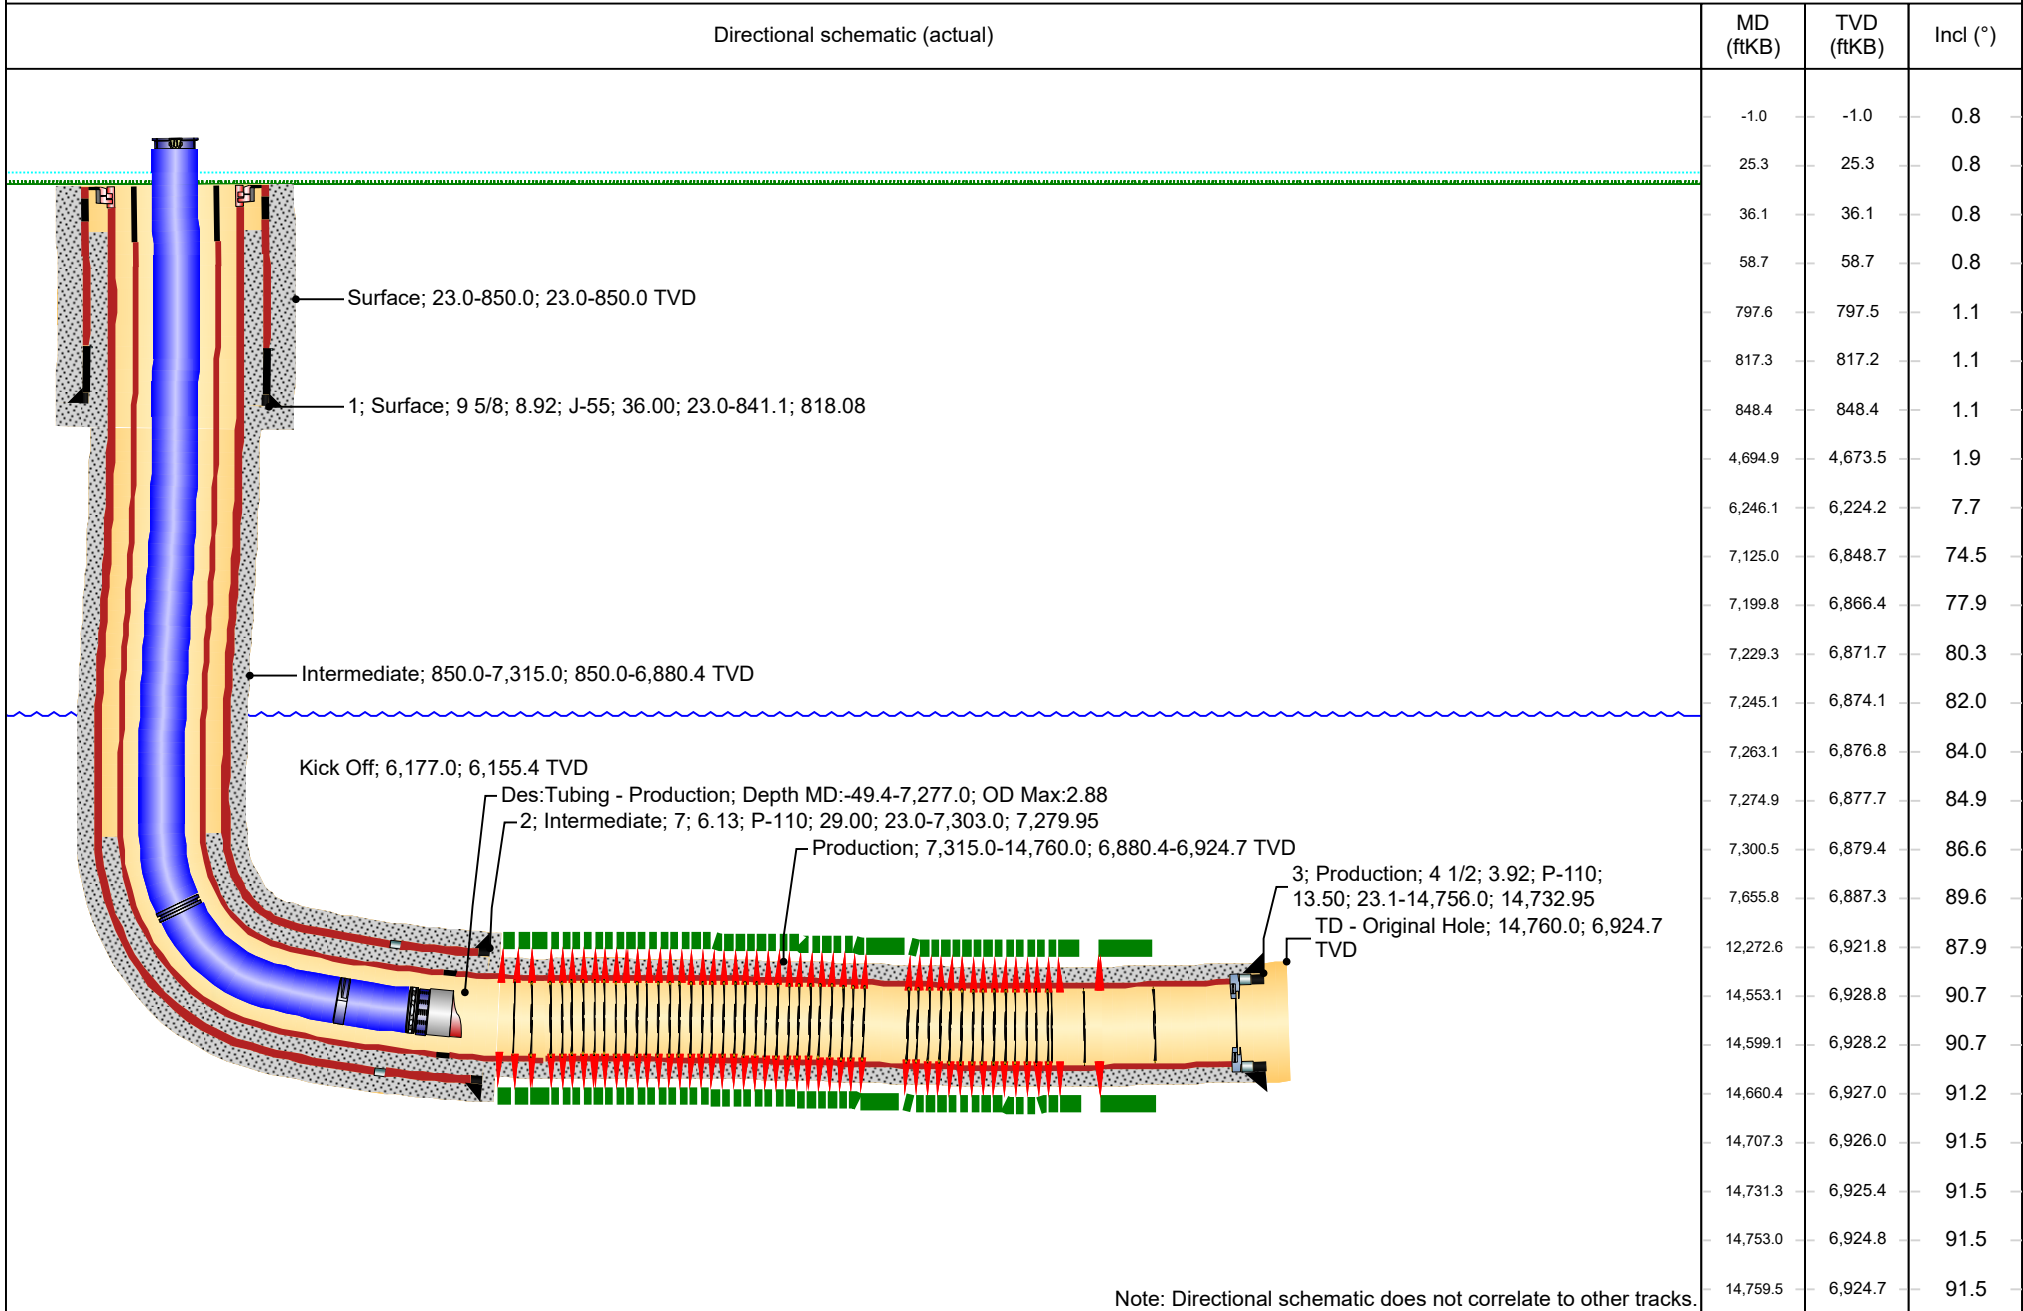 Directional schematic (actual)
MD (ftKB)
TVD (ftKB)
Incl (°)
-1.0 -1.0 0.8
25.3 25.3 0.8
36.1 36.1 0.8
58.7 58.7 0.8
797.6 797.5 1.1
817.3 817.2 1.1
848.4 848.4 1.1
4,694.9 4,673.5 1.9
6,246.1 6,224.2 7.7
7,125.0 6,848.7 74.5
7,199.8 6,866.4 77.9
7,229.3 6,871.7 80.3
7,245.1 6,874.1 82.0
7,263.1 6,876.8 84.0
7,274.9 6,877.7 84.9
7,300.5 6,879.4 86.6
7,655.8 6,887.3 89.6
12,272.6 6,921.8 87.9
14,553.1 6,928.8 90.7
14,599.1 6,928.2 90.7
14,660.4 6,927.0 91.2
14,707.3 6,926.0 91.5
14,731.3 6,925.4 91.5
14,753.0 6,924.8 91.5
14,759.5 6,924.7 91.5
Surface; 23.0-850.0; 23.0-850.0 TVD
1; Surface; 9 5/8; 8.92; J-55; 36.00; 23.0-841.1; 818.08
Intermediate; 850.0-7,315.0; 850.0-6,880.4 TVD
Kick Off; 6,177.0; 6,155.4 TVD
Des:Tubing - Production; Depth MD:-49.4-7,277.0; OD Max:2.88
2; Intermediate; 7; 6.13; P-110; 29.00; 23.0-7,303.0; 7,279.95
Production; 7,315.0-14,760.0; 6,880.4-6,924.7 TVD
3; Production; 4 1/2; 3.92; P-110;
13.50; 23.1-14,756.0; 14,732.95
TD - Original Hole; 14,760.0; 6,924.7
TVD
Note: Directional schematic does not correlate to other tracks.